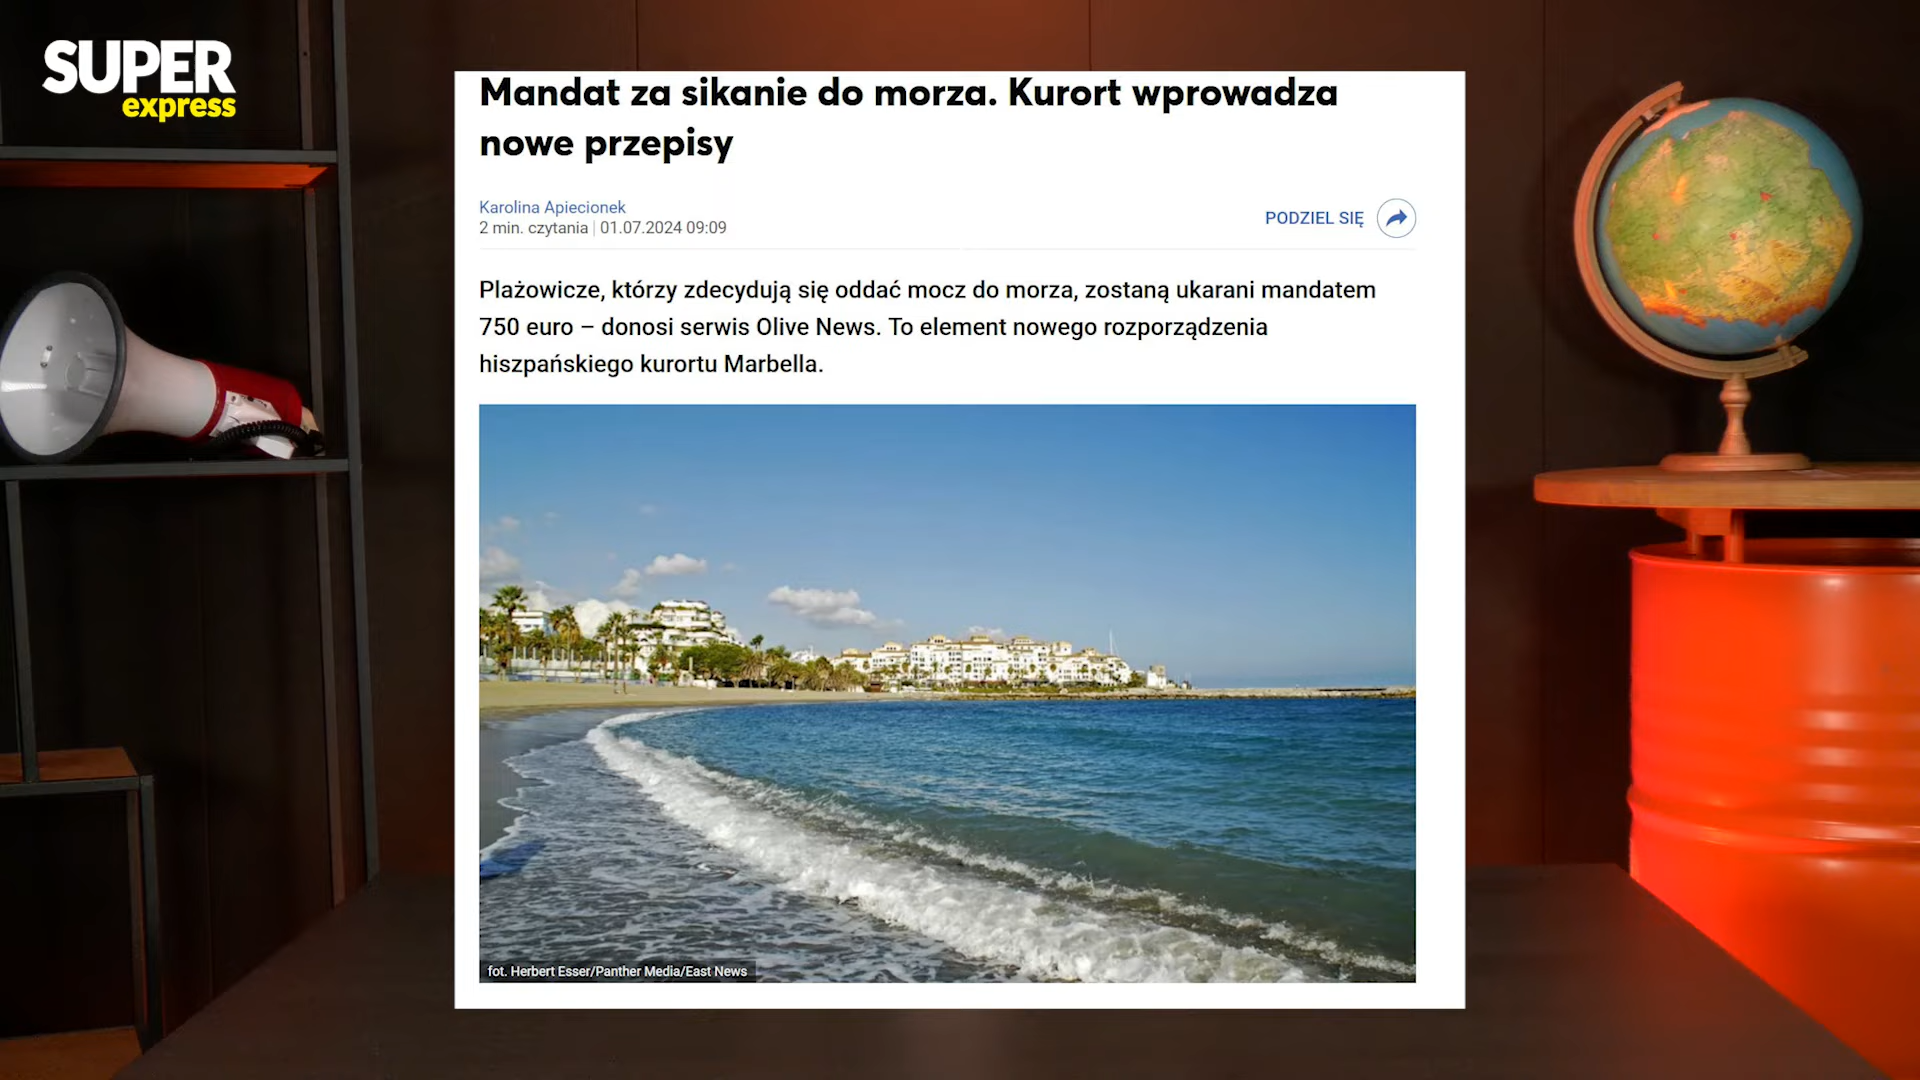 SUPER
express
Mandat za sikanie do morza. Kurort wprowadza
nowe przepisy
Karolina Apiecionek
2 min. czytania | 01.07.2024 09:09
PODZIEL SIĘ
Plażowicze, którzy zdecydują się oddać mocz do morza, zostaną ukarani mandatem
750 euro – donosi serwis Olive News. To element nowego rozporządzenia
hiszpańskiego kurortu Marbella.
fot. Herbert Esser/Panther Media/East News